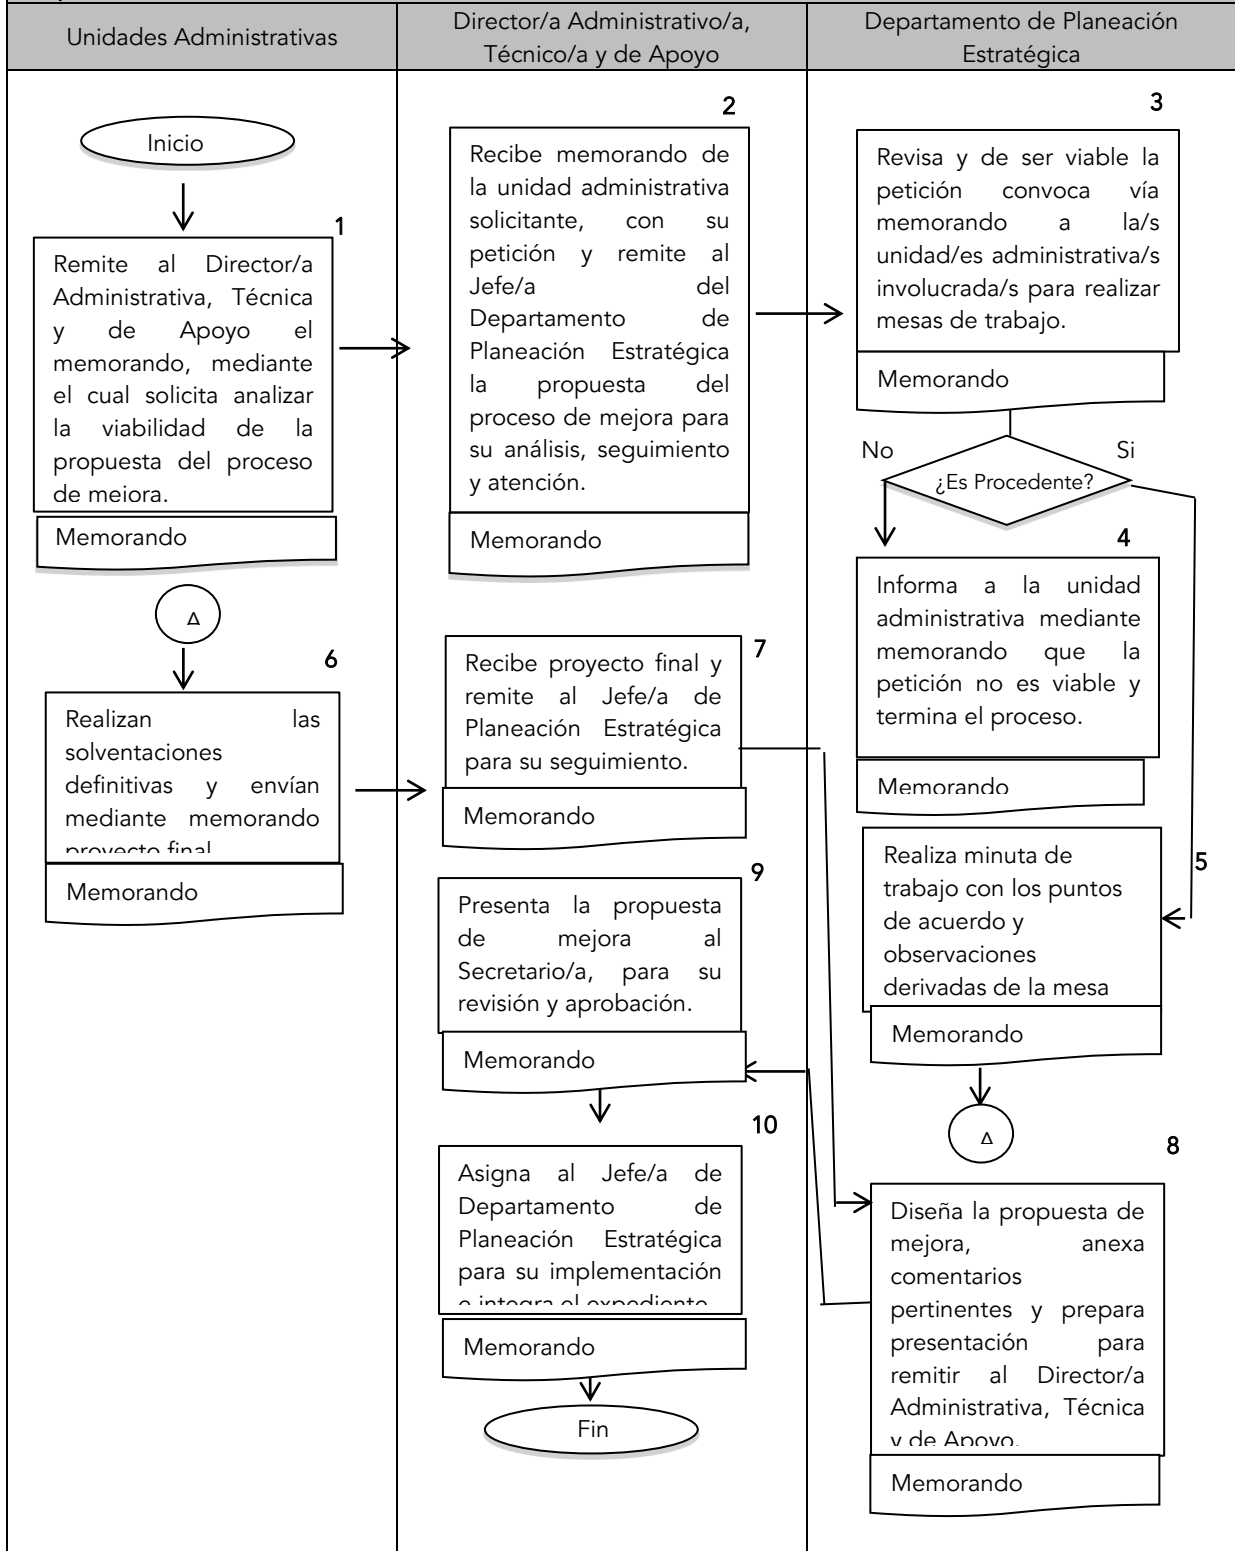 Unidades Administrativas
Director/a Administrativo/a,
Técnico/a y de Apoyo
Departamento de Planeación
Estratégica
Inicio
1
Remite al Director/a
Administrativa, Técnica
y de Apoyo el
memorando, mediante
el cual solicita analizar
la viabilidad de la
propuesta del proceso
de mejora.
Memorando
2
Recibe memorando de
la unidad administrativa
solicitante, con su
petición y remite al
Jefe/a del
Departamento de
Planeación Estratégica
la propuesta del
proceso de mejora para
su análisis, seguimiento
y atención.
Memorando
3
Revisa y de ser viable la
petición convoca vía
memorando a la/s
unidad/es administrativa/s
involucrada/s para realizar
mesas de trabajo.
Memorando
No
Si
¿Es Procedente?
4
Informa a la unidad
administrativa mediante
memorando que la
petición no es viable y
termina el proceso.
Memorando
5
Realiza minuta de
trabajo con los puntos
de acuerdo y
observaciones
derivadas de la mesa
Memorando
6
Realizan las
solventaciones
definitivas y envían
mediante memorando
proyecto final
Memorando
7
Recibe proyecto final y
remite al Jefe/a de
Planeación Estratégica
para su seguimiento.
Memorando
8
Diseña la propuesta de
mejora, anexa
comentarios
pertinentes y prepara
presentación para
remitir al Director/a
Administrativa, Técnica
y de Apoyo.
Memorando
9
Presenta la propuesta
de mejora al
Secretario/a, para su
revisión y aprobación.
Memorando
10
Asigna al Jefe/a de
Departamento de
Planeación Estratégica
para su implementación
e integra el expediente
Memorando
Fin